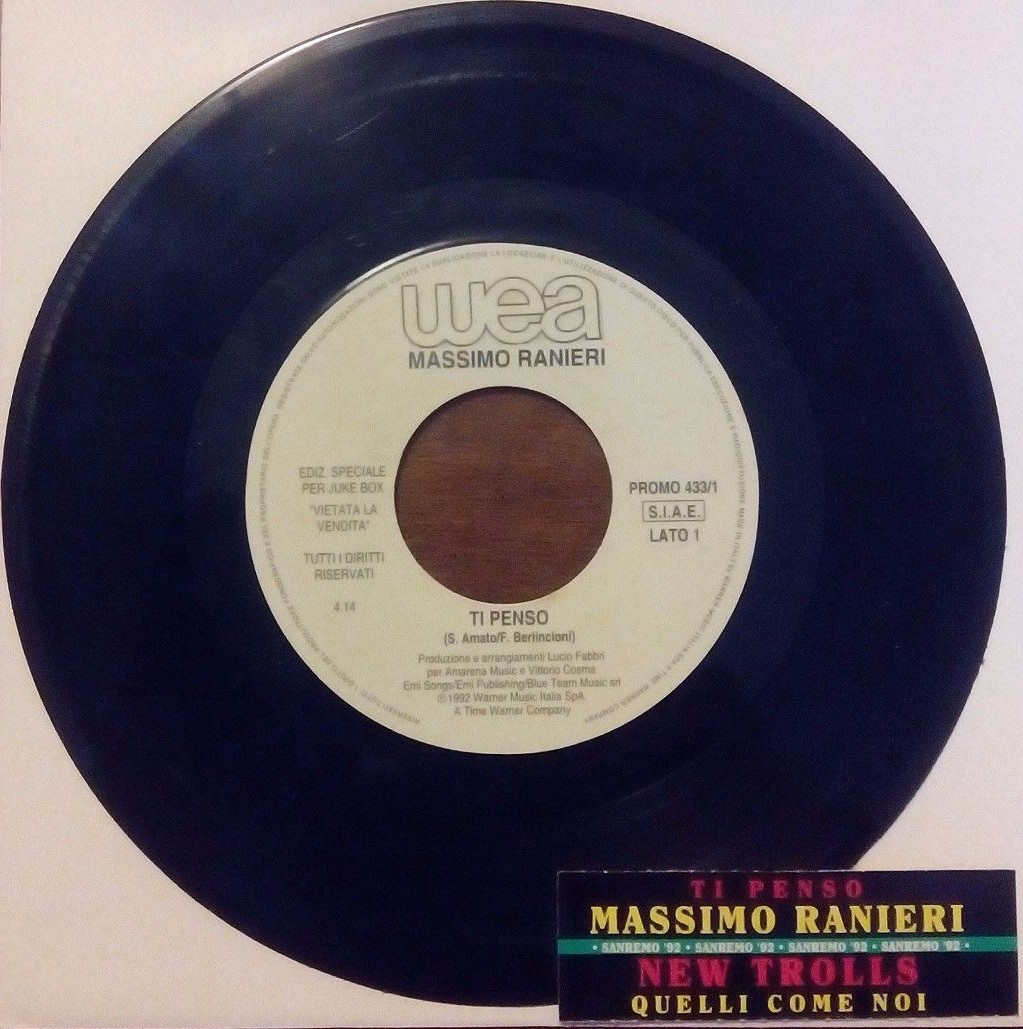 wea
MASSIMO RANIERI
EDIZ. SPECIALE
PER JUKE BOX
"VIETATA LA
VENDITA"
TUTTI I DIRITTI
RISERVATI
4.14
PROMO 433/1
S.I.A.E.
LATO 1
TI PENSO
(S. Amato/F. Berlincioni)
Produzione e arrangiamenti Lucio Fabbri
per Amarena Music e Vittorio Cosma
Emi Songs/Emi Publishing/Blue Team Music srl
℗ 1992 Warner Music Italia SpA.
A Time Warner Company
TI PENSO
MASSIMO RANIERI
• SANREMO '92 • SANREMO '92 • SANREMO '92 • SANREMO '92 •
NEW TROLLS
QUELLI COME NOI